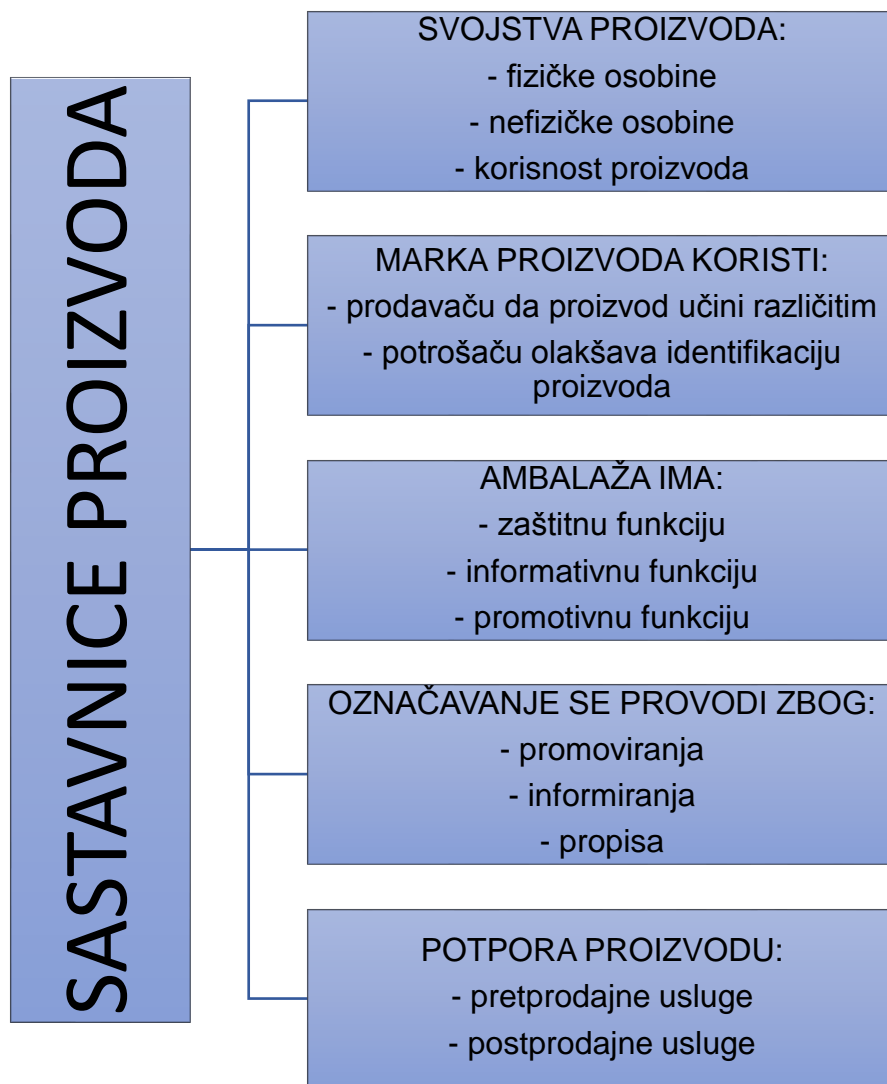 SASTAVNICE PROIZVODA
SVOJSTVA PROIZVODA:
- fizičke osobine
- nefizičke osobine
- korisnost proizvoda
MARKA PROIZVODA KORISTI:
- prodavaču da proizvod učini različitim
- potrošaču olakšava identifikaciju
proizvoda
AMBALAŽA IMA:
- zaštitnu funkciju
- informativnu funkciju
- promotivnu funkciju
OZNAČAVANJE SE PROVODI ZBOG:
- promoviranja
- informiranja
- propisa
POTPORA PROIZVODU:
- pretprodajne usluge
- postprodajne usluge